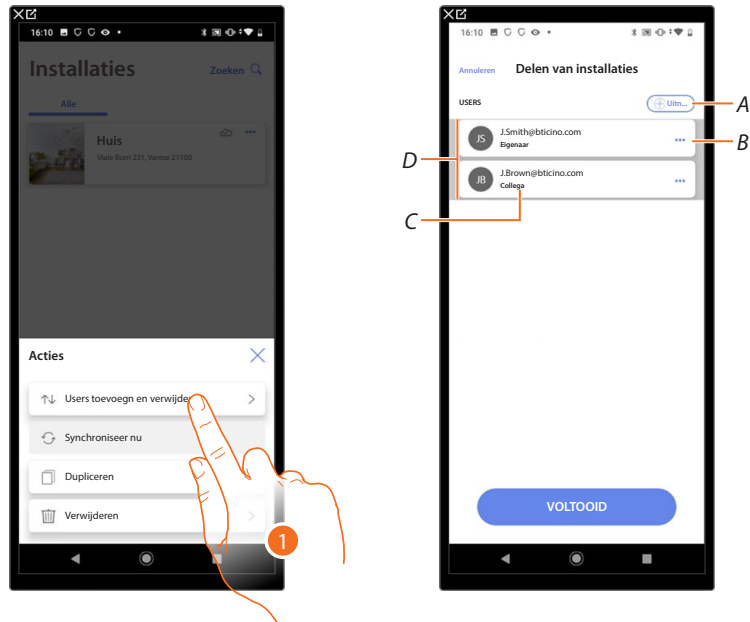 16:10
Installaties
Zoeken
Alle
Huis
Viale Borri 231, Varese 21100
Acties
Users toevoegn en verwijder
Synchroniseer nu
Dupliceren
Verwijderen
1
16:10
Annuleren Delen van installaties
USERS
Uitn...
A
JS
J.Smith@bticino.com
Eigenaar
B
D
JB
J.Brown@bticino.com
Collega
C
VOLTOOID